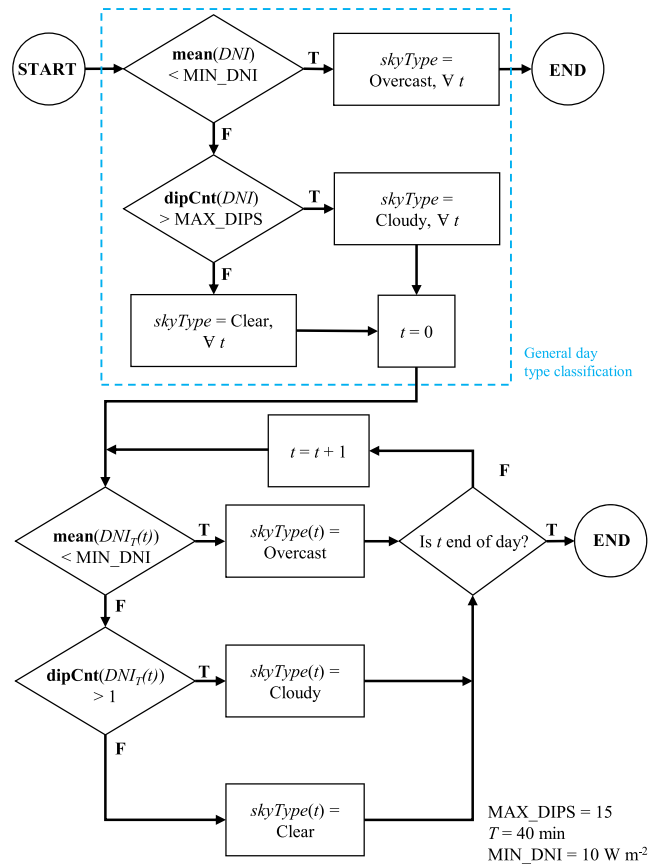 START
mean(DNI)
< MIN_DNI
T
skyType =
Overcast, ∀ t
END
F
dipCnt(DNI)
> MAX_DIPS
T
skyType =
Cloudy, ∀ t
F
skyType = Clear,
∀ t
t = 0
General day
type classification
t = t + 1
F
mean(DNI_T(t))
< MIN_DNI
T
skyType(t) =
Overcast
Is t end of day?
T
END
F
dipCnt(DNI_T(t))
> 1
T
skyType(t) =
Cloudy
F
skyType(t) =
Clear
MAX_DIPS = 15
T = 40 min
MIN_DNI = 10 W m⁻²